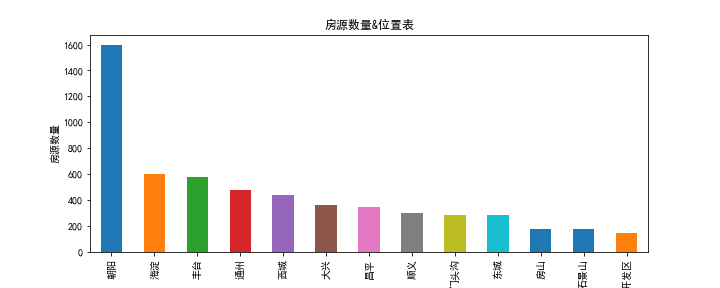 房源数量&位置表
房源数量
1600
1400
1200
1000
800
600
400
200
0
朝阳
海淀
丰台
通州
西城
大兴
昌平
顺义
门头沟
东城
房山
石景山
开发区